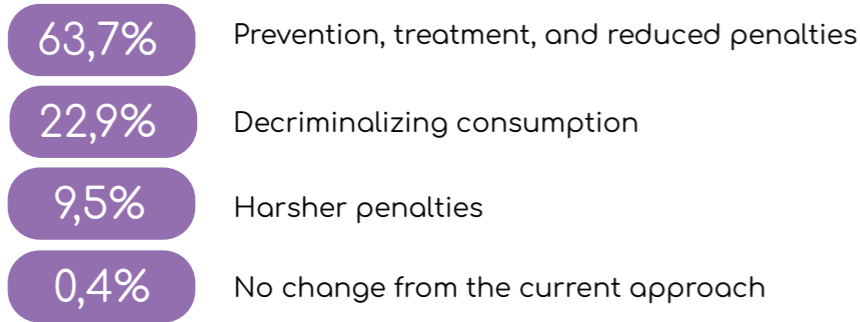 63,7% Prevention, treatment, and reduced penalties
22,9% Decriminalizing consumption
9,5% Harsher penalties
0,4% No change from the current approach